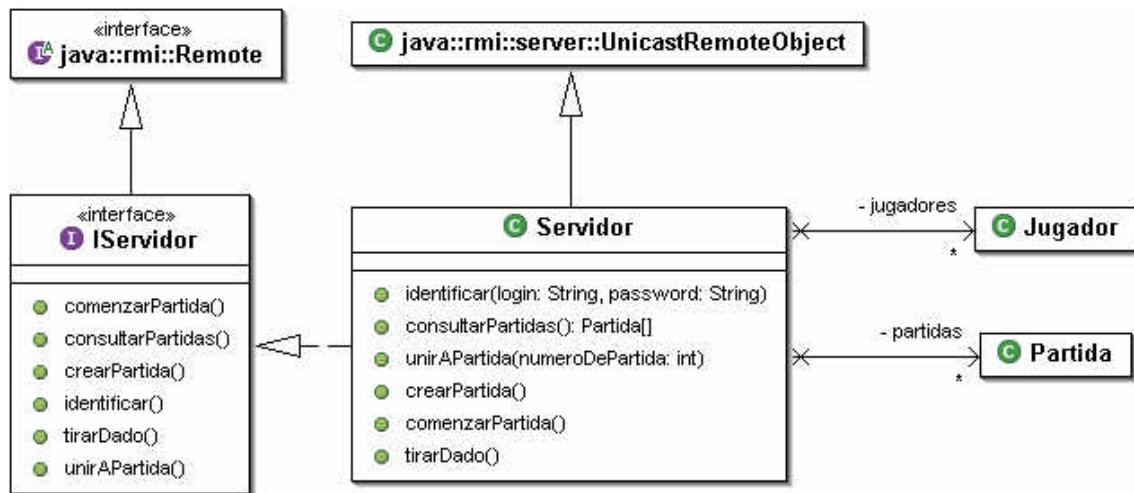 «interface»
java::rmi::Remote
java::rmi::server::UnicastRemoteObject
«interface»
IServidor
comenzarPartida()
consultarPartidas()
crearPartida()
identificar()
tirarDado()
unirAPartida()
Servidor
identificar(login: String, password: String)
consultarPartidas(): Partida[]
unirAPartida(numeroDePartida: int)
crearPartida()
comenzarPartida()
tirarDado()
- jugadores
*
Jugador
- partidas
*
Partida